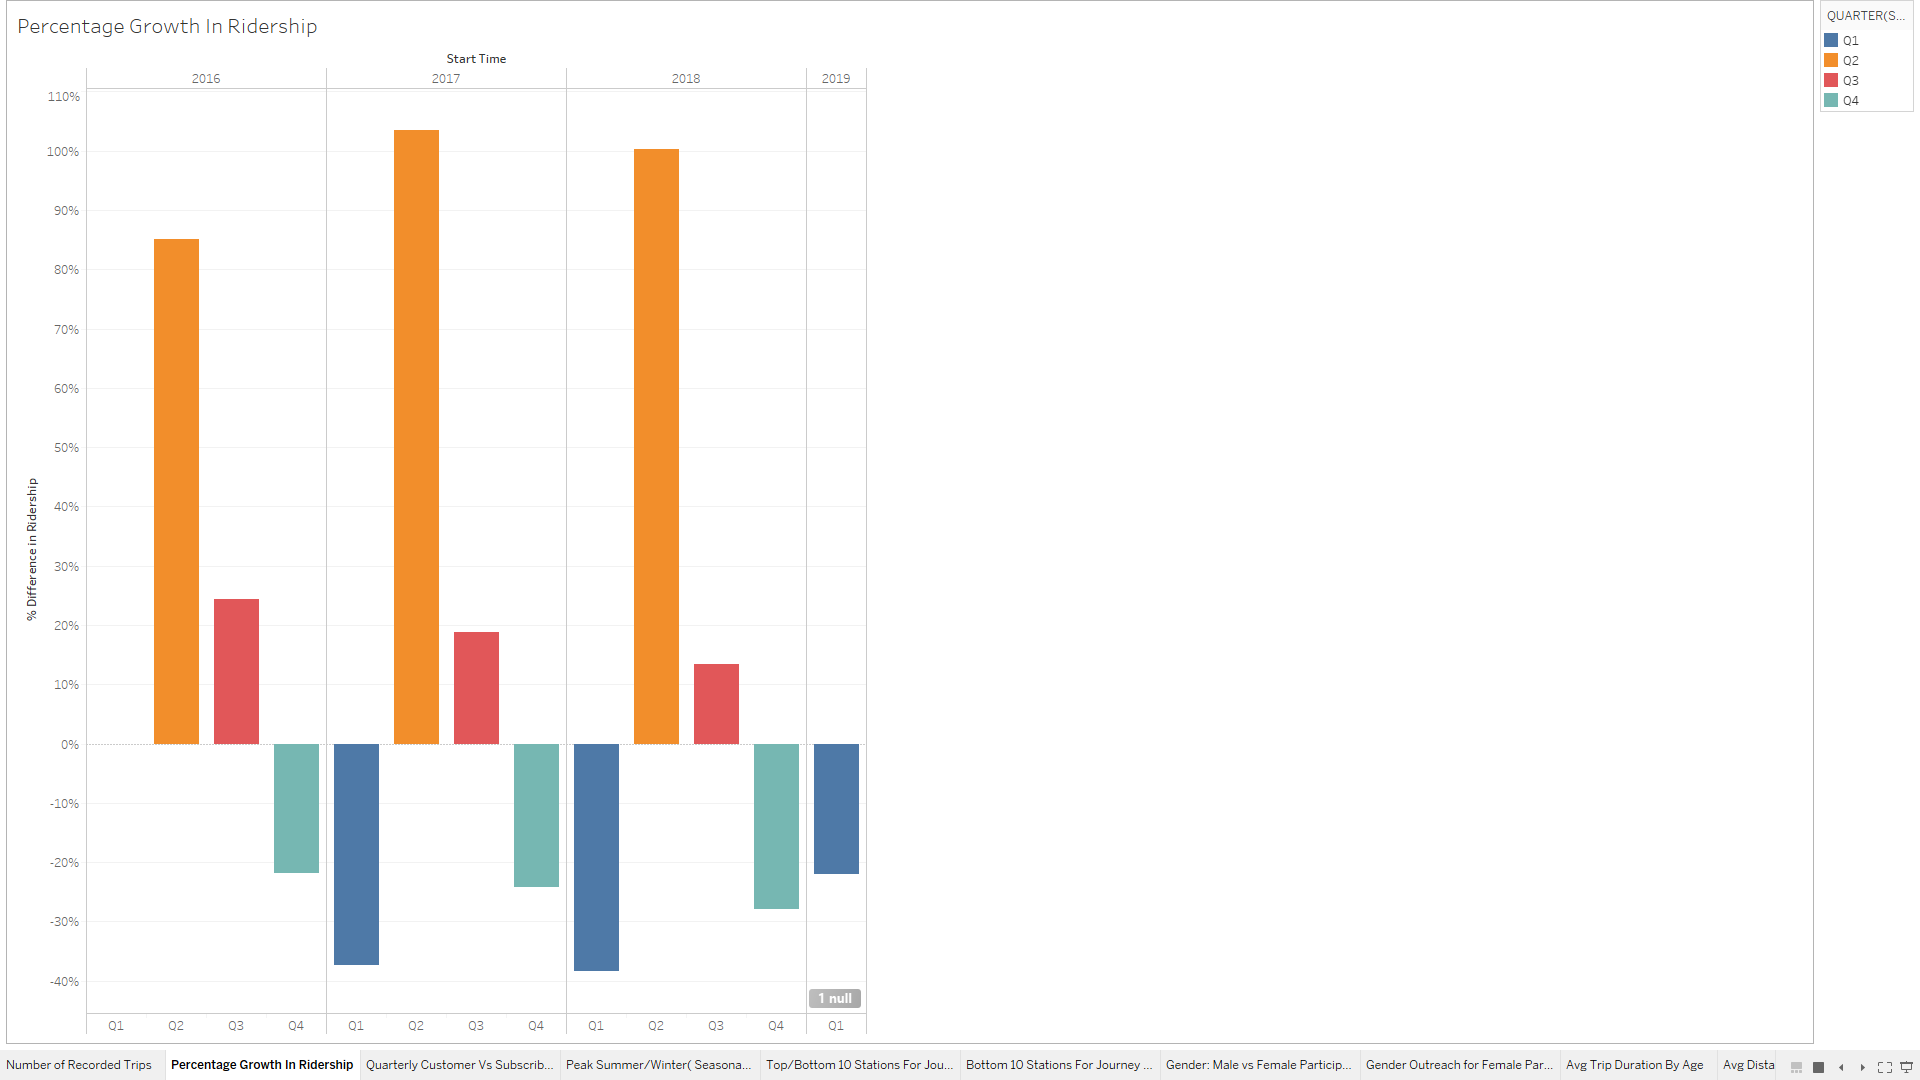 Percentage Growth In Ridership
QUARTER(S...
Q1
Q2
Q3
Q4
Start Time
2016 2017 2018 2019
110%
100%
90%
80%
70%
60%
50%
40%
30%
20%
10%
0%
-10%
-20%
-30%
-40%
% Difference in Ridership
1 null
Q1 Q2 Q3 Q4 Q1 Q2 Q3 Q4 Q1 Q2 Q3 Q4 Q1
Number of Recorded Trips Percentage Growth In Ridership Quarterly Customer Vs Subscrib... Peak Summer/Winter( Seasona... Top/Bottom 10 Stations For Jou... Bottom 10 Stations For Journey ... Gender: Male vs Female Particip... Gender Outreach for Female Par... Avg Trip Duration By Age Avg Dista